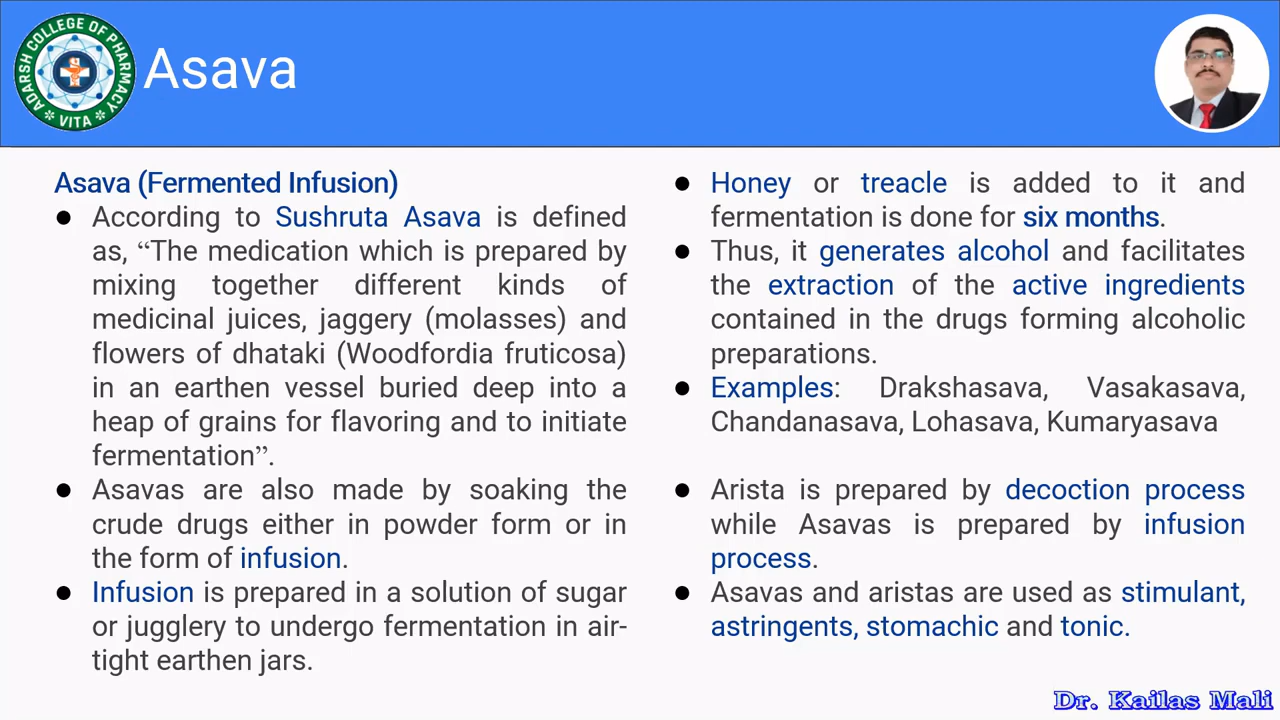 ADARSH COLLEGE OF PHARMACY
VITA
Asava
Asava (Fermented Infusion)
● According to Sushruta Asava is defined
as, “The medication which is prepared by
mixing together different kinds of
medicinal juices, jaggery (molasses) and
flowers of dhataki (Woodfordia fruticosa)
in an earthen vessel buried deep into a
heap of grains for flavoring and to initiate
fermentation”.
● Asavas are also made by soaking the
crude drugs either in powder form or in
the form of infusion.
● Infusion is prepared in a solution of sugar
or jugglery to undergo fermentation in air-
tight earthen jars.
● Honey or treacle is added to it and
fermentation is done for six months.
● Thus, it generates alcohol and facilitates
the extraction of the active ingredients
contained in the drugs forming alcoholic
preparations.
● Examples: Drakshasava, Vasakasava,
Chandanasava, Lohasava, Kumaryasava
● Arista is prepared by decoction process
while Asavas is prepared by infusion
process.
● Asavas and aristas are used as stimulant,
astringents, stomachic and tonic.
Dr. Kailas Mali